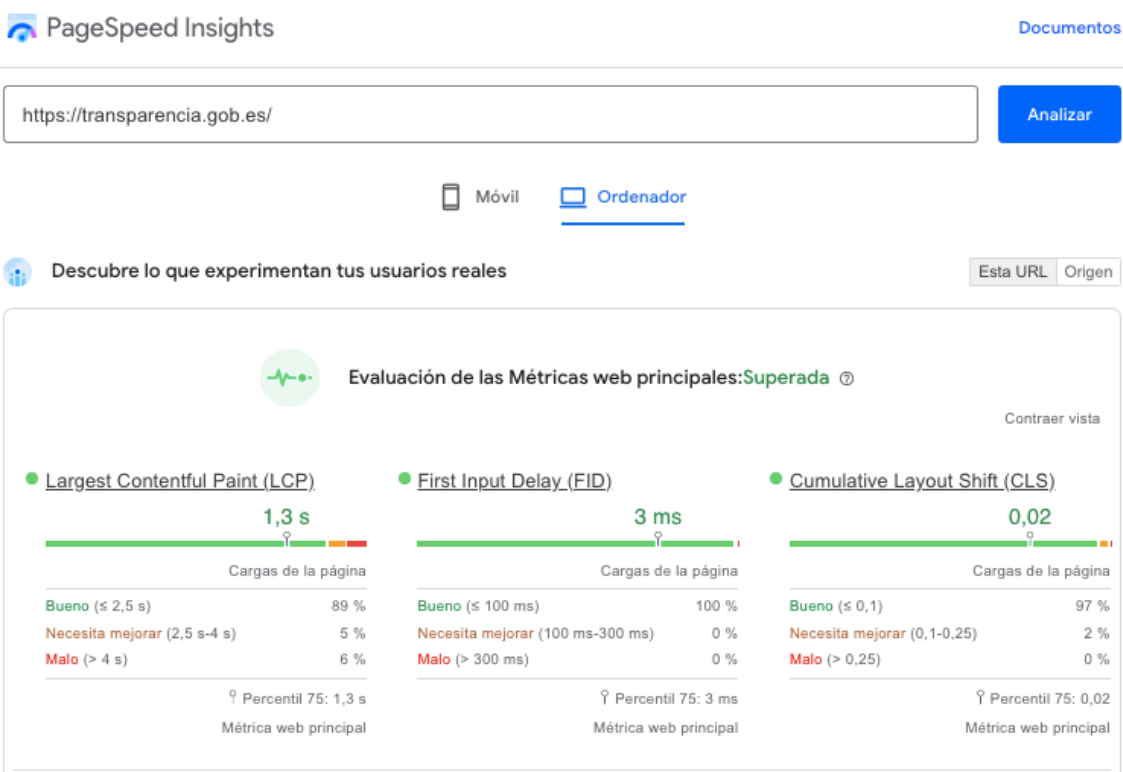 PageSpeed Insights
Documentos
https://transparencia.gob.es/
Analizar
Móvil
Ordenador
Descubre lo que experimentan tus usuarios reales
Esta URL
Origen
Evaluación de las Métricas web principales:Superada
Contraer vista
Largest Contentful Paint (LCP)
1,3 s
Cargas de la página
Bueno (≤ 2,5 s) 89 %
Necesita mejorar (2,5 s-4 s) 5 %
Malo (> 4 s) 6 %
Percentil 75: 1,3 s
Métrica web principal
First Input Delay (FID)
3 ms
Cargas de la página
Bueno (≤ 100 ms) 100 %
Necesita mejorar (100 ms-300 ms) 0 %
Malo (> 300 ms) 0 %
Percentil 75: 3 ms
Métrica web principal
Cumulative Layout Shift (CLS)
0,02
Cargas de la página
Bueno (≤ 0,1) 97 %
Necesita mejorar (0,1-0,25) 2 %
Malo (> 0,25) 0 %
Percentil 75: 0,02
Métrica web principal